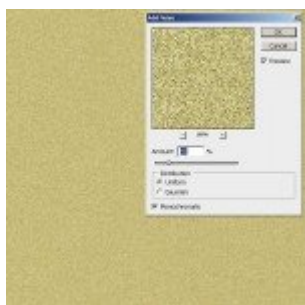 Add Noise
OK
Cancel
Preview
Amount: %
Distribution
Uniform
Gaussian
Monochromatic